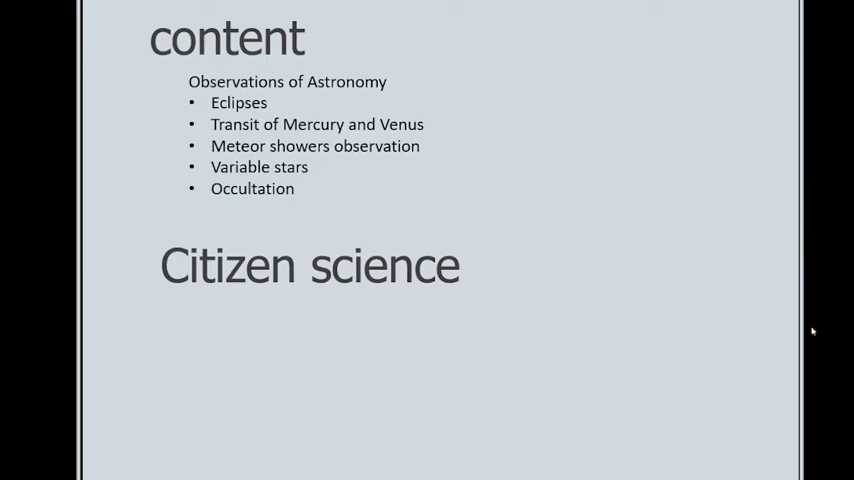 content
Observations of Astronomy
• Eclipses
• Transit of Mercury and Venus
• Meteor showers observation
• Variable stars
• Occultation
Citizen science